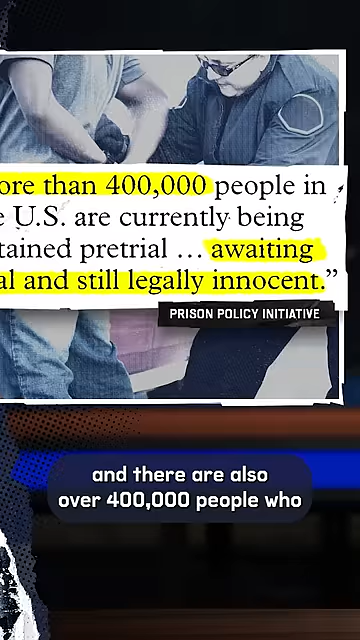 ore than 400,000 people in
e U.S. are currently being
tained pretrial … awaiting
al and still legally innocent.”
PRISON POLICY INITIATIVE
and there are also
over 400,000 people who